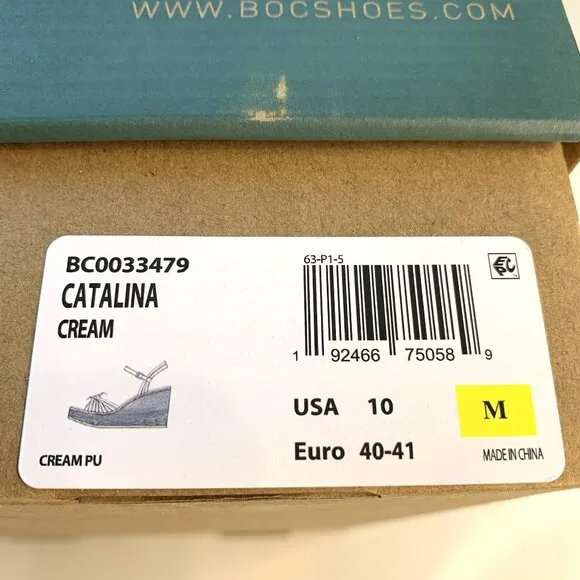 WWW.BOCSHOES.COM
BC0033479
CATALINA
CREAM
CREAM PU
63-P1-5
1 92466 75058 9
USA 10
M
Euro 40-41
MADE IN CHINA